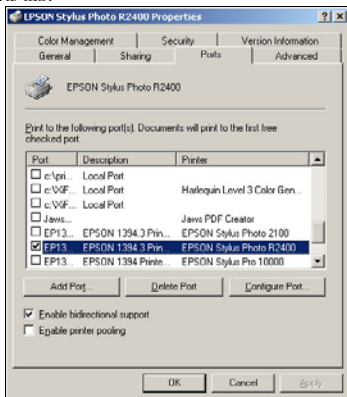 EPSON Stylus Photo R2400 Properties
Color Management Security Version Information
General Sharing Ports Advanced
EPSON Stylus Photo R2400
Print to the following port(s). Documents will print to the first free
checked port.
Port Description Printer
c:\pri... Local Port
c:\XiF... Local Port Harlequin Level 3 Color Gen...
c:\XiF... Local Port
Jaws... Jaws PDF Creator
EP13... EPSON 1394.3 Prin... EPSON Stylus Photo 2100
EP13... EPSON 1394.3 Prin... EPSON Stylus Photo R2400
EP13... EPSON 1394 Printe... EPSON Stylus Pro 10000
Add Port... Delete Port Configure Port...
Enable bidirectional support
Enable printer pooling
OK Cancel Apply